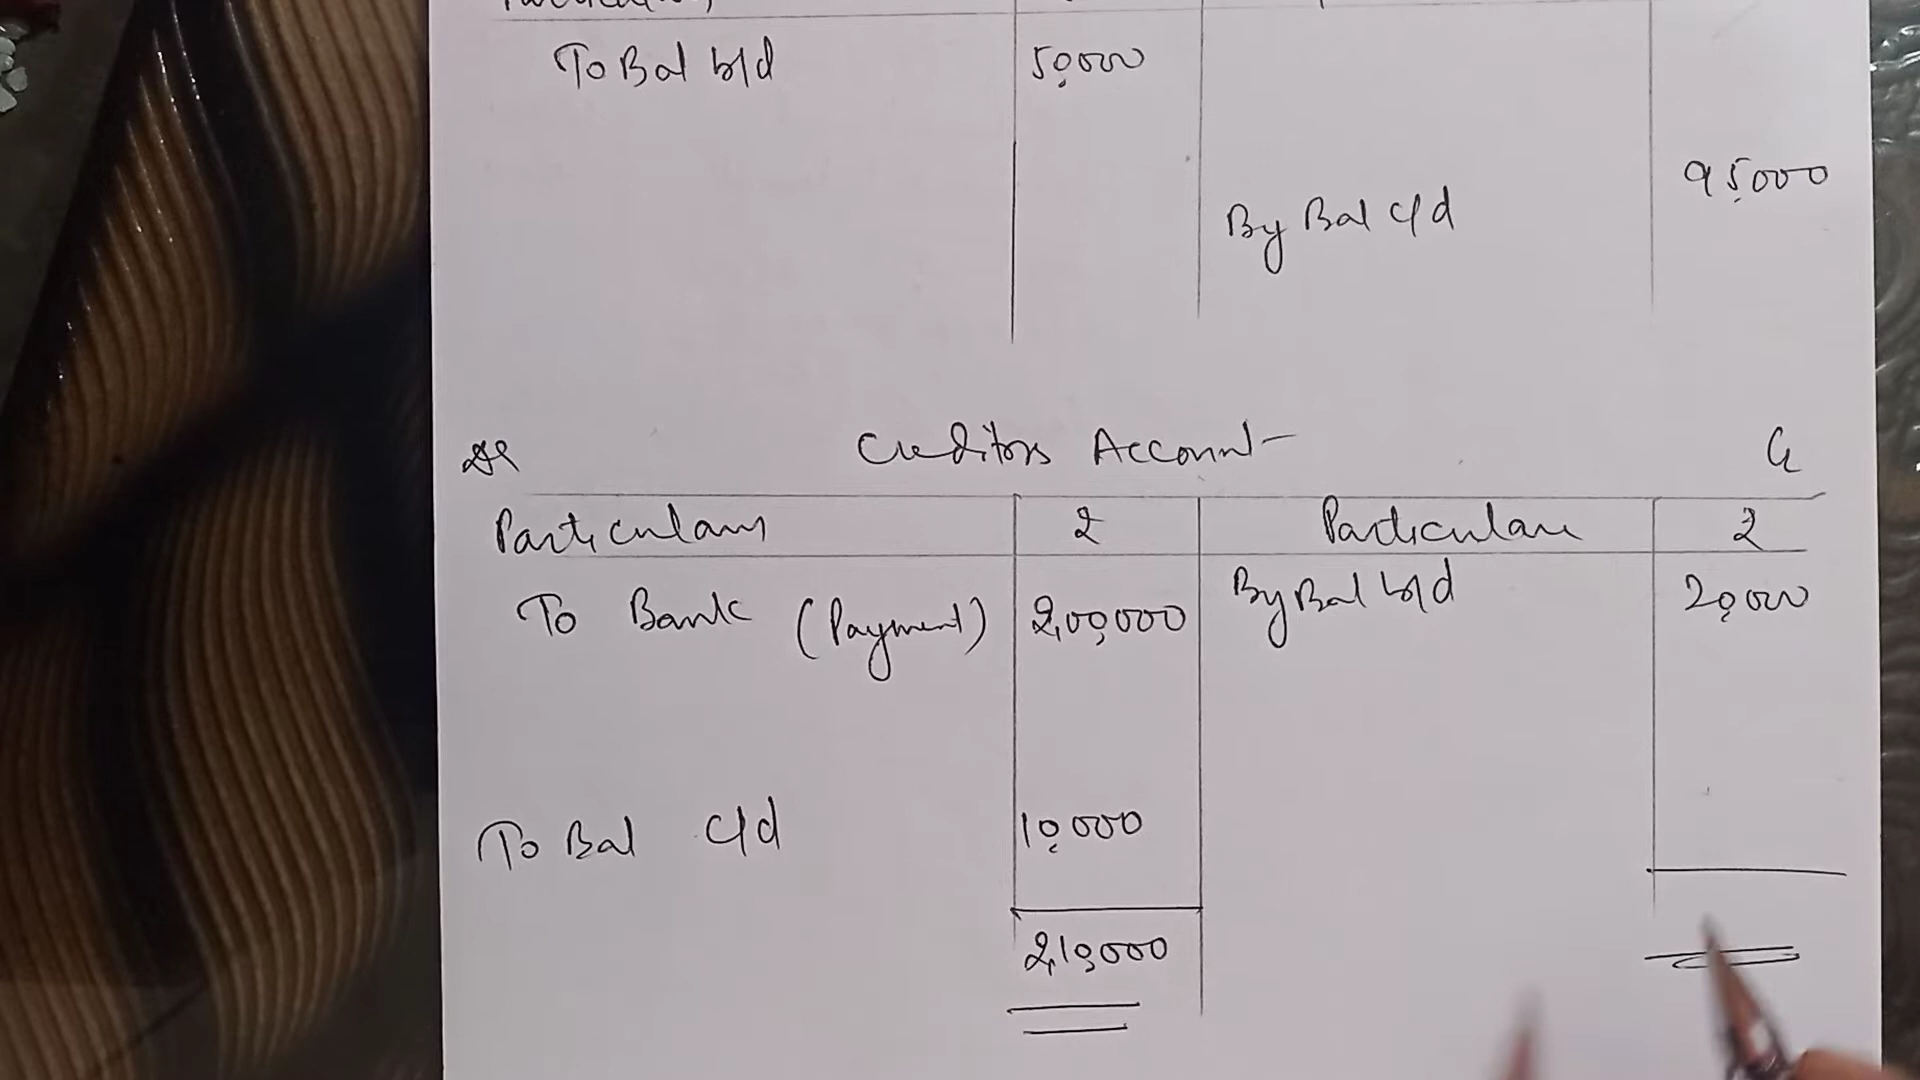 To Bal b/d 50,000
95,000
By Bal c/d
Dr Creditors Account Cr
Particulars ₹ Particulars ₹
To Bank (Payment) 2,00,000 By Bal b/d 20,000
To Bal c/d 10,000
2,10,000